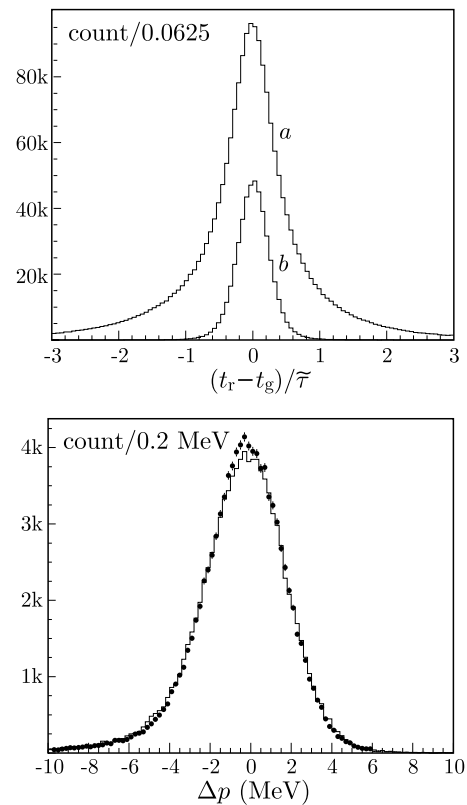 count/0.0625
80k
a
60k
40k
b
20k
-3 -2 -1 0 1 2 3
(tr−tg)/τ̃
count/0.2 MeV
4k
3k
2k
1k
-10 -8 -6 -4 -2 0 2 4 6 8 10
Δp (MeV)